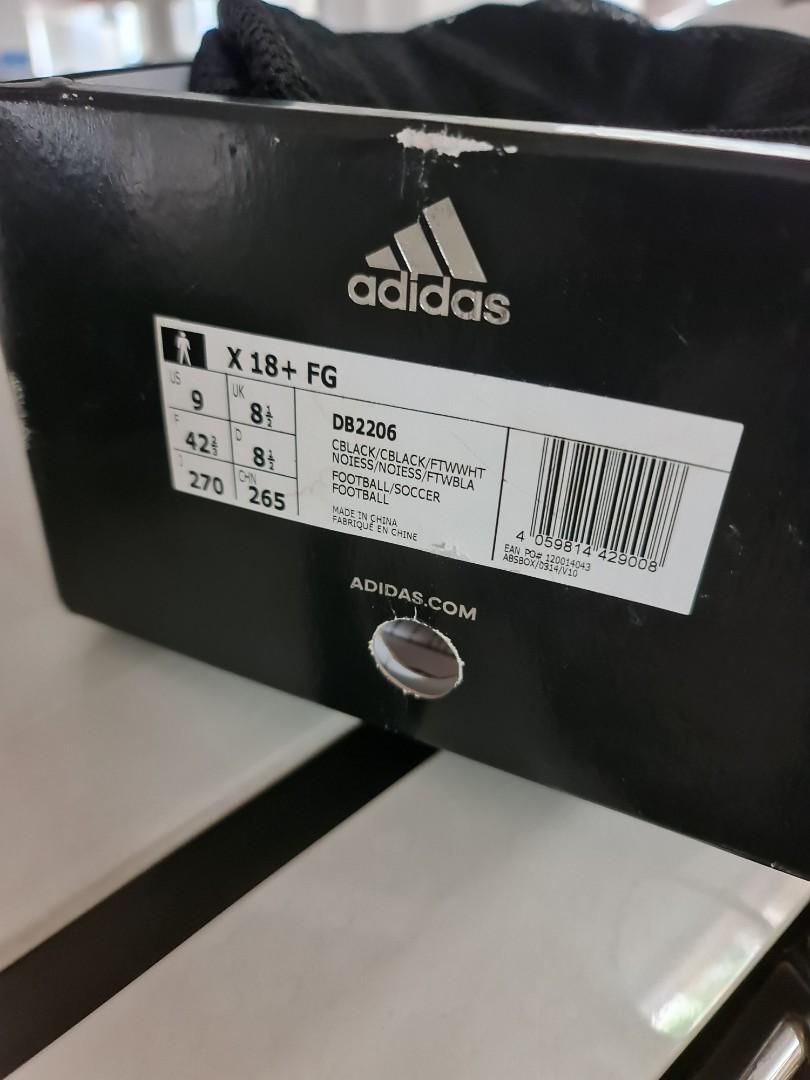 adidas
X 18+ FG
US
9
UK
8½
F
42⅔
D
8½
J
270
CHN
265
DB2206
CBLACK/CBLACK/FTWWHT
NOIESS/NOIESS/FTWBLA
FOOTBALL/SOCCER
FOOTBALL
MADE IN CHINA
FABRIQUÉ EN CHINE
4 059814 429008
EAN PO# 120014043
ABSBOX/0314/V10
ADIDAS.COM